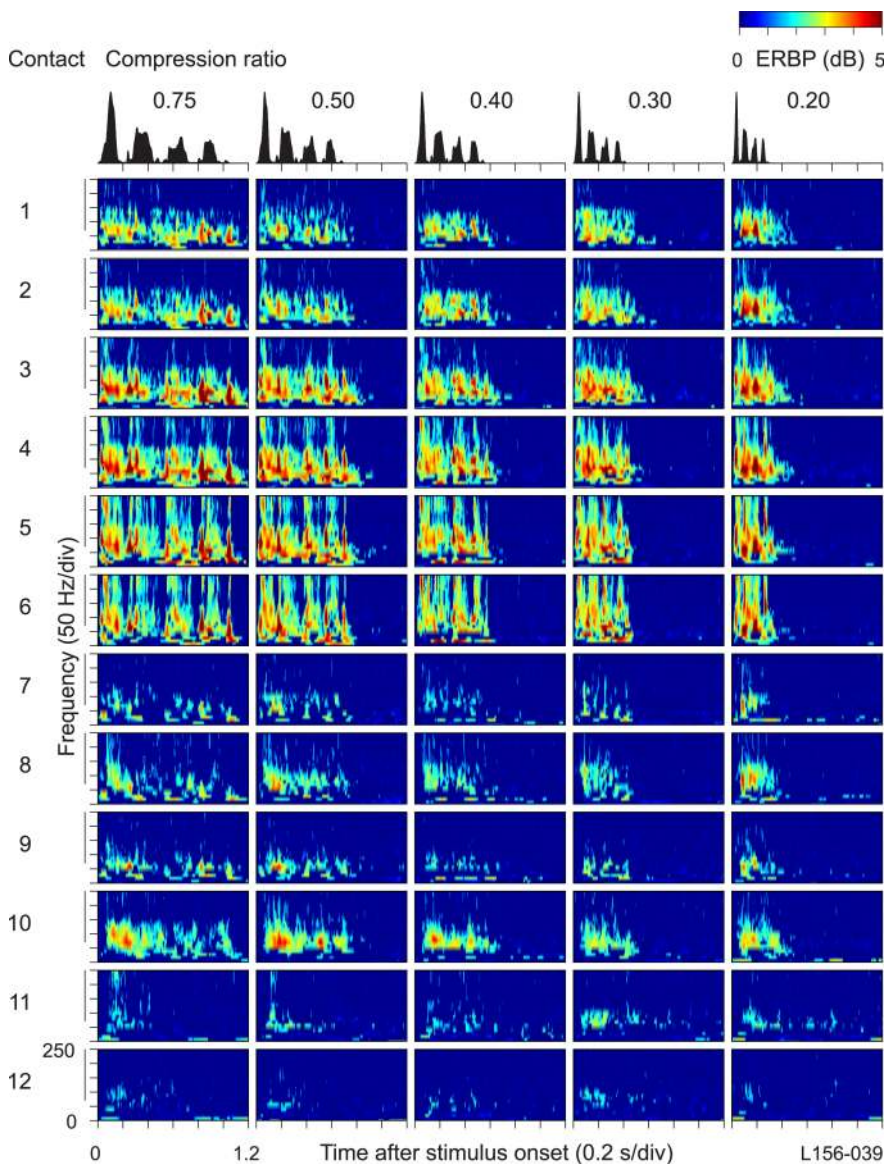 0 ERBP (dB) 5
Contact Compression ratio
0.75 0.50 0.40 0.30 0.20
1
2
3
4
5
6
7
8
9
10
11
12
Frequency (50 Hz/div)
250
0
0 1.2 Time after stimulus onset (0.2 s/div) L156-039